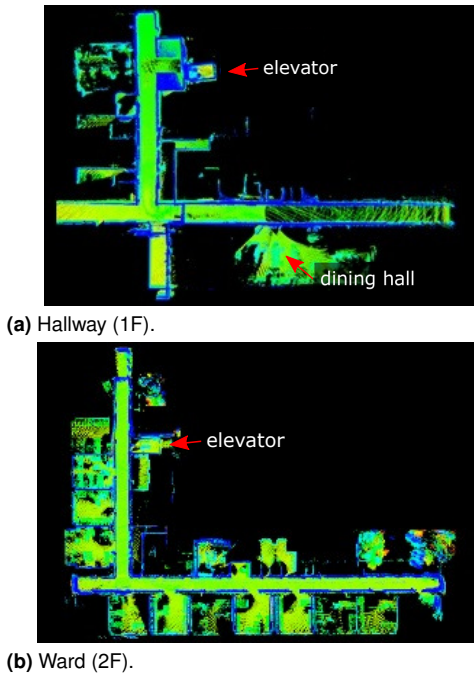 elevator
dining hall
(a) Hallway (1F).
elevator
(b) Ward (2F).